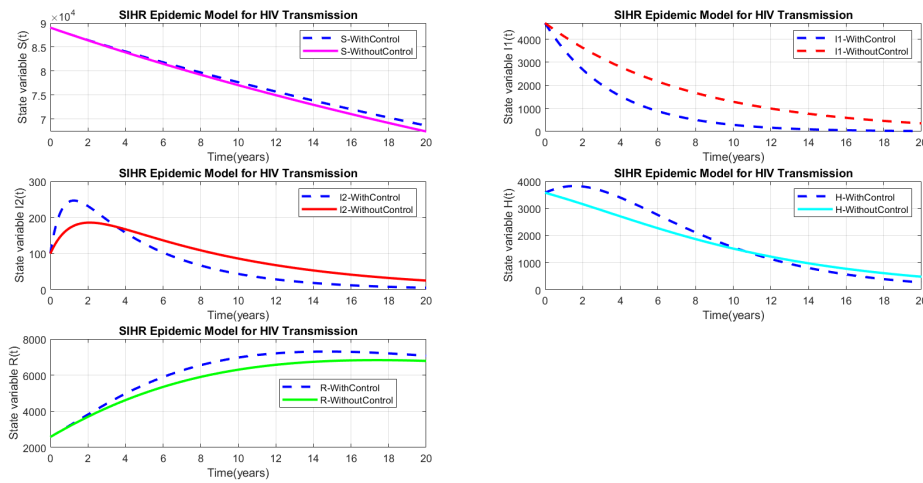 SIHR Epidemic Model for HIV Transmission
9 × 10⁴
8.5
8
7.5
7
State variable S(t)
0 2 4 6 8 10 12 14 16 18 20
Time(years)
S-WithControl
S-WithoutControl
SIHR Epidemic Model for HIV Transmission
4000
3000
2000
1000
0
State variable I1(t)
0 2 4 6 8 10 12 14 16 18 20
Time(years)
I1-WithControl
I1-WithoutControl
SIHR Epidemic Model for HIV Transmission
300
200
100
0
State variable I2(t)
0 2 4 6 8 10 12 14 16 18 20
Time(years)
I2-WithControl
I2-WithoutControl
SIHR Epidemic Model for HIV Transmission
4000
3000
2000
1000
0
State variable H(t)
0 2 4 6 8 10 12 14 16 18 20
Time(years)
H-WithControl
H-WithoutControl
SIHR Epidemic Model for HIV Transmission
8000
6000
4000
2000
State variable R(t)
0 2 4 6 8 10 12 14 16 18 20
Time(years)
R-WithControl
R-WithoutControl